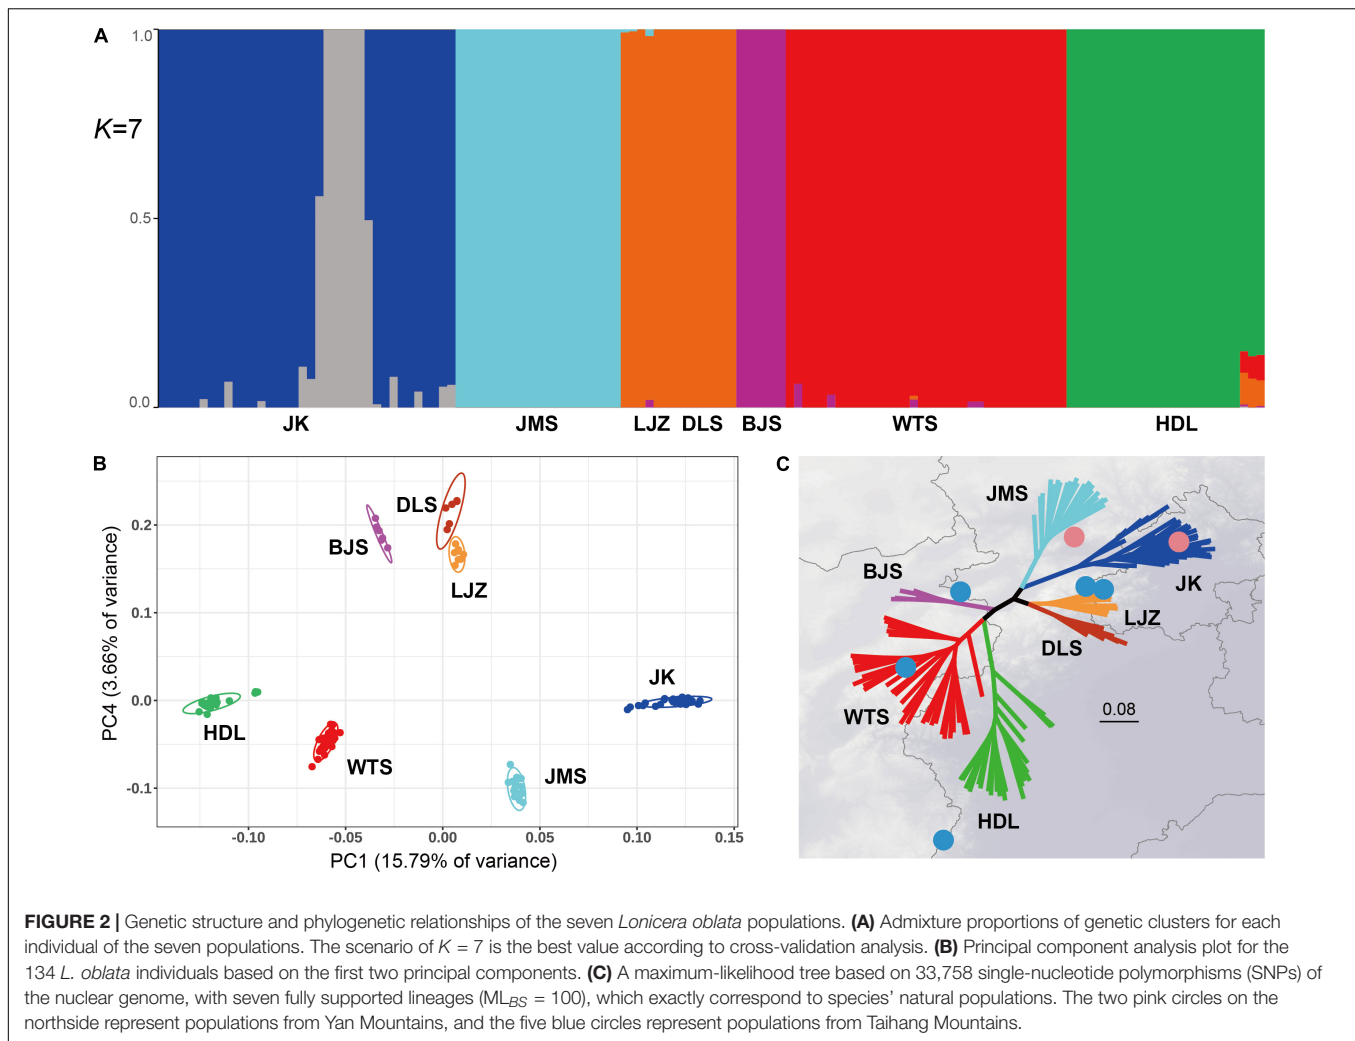 A
1.0
K=7
0.5
0.0
JK JMS LJZ DLS BJS WTS HDL
B
PC4 (3.66% of variance)
0.2
0.1
0.0
-0.1
DLS
BJS
LJZ
JK
HDL
WTS
JMS
-0.10 -0.05 0.00 0.05 0.10 0.15
PC1 (15.79% of variance)
C
JMS
BJS
JK
LJZ
DLS
WTS
0.08
HDL
FIGURE 2 | Genetic structure and phylogenetic relationships of the seven Lonicera oblata populations. (A) Admixture proportions of genetic clusters for each
individual of the seven populations. The scenario of K = 7 is the best value according to cross-validation analysis. (B) Principal component analysis plot for the
134 L. oblata individuals based on the first two principal components. (C) A maximum-likelihood tree based on 33,758 single-nucleotide polymorphisms (SNPs) of
the nuclear genome, with seven fully supported lineages (MLBS = 100), which exactly correspond to species' natural populations. The two pink circles on the
northside represent populations from Yan Mountains, and the five blue circles represent populations from Taihang Mountains.